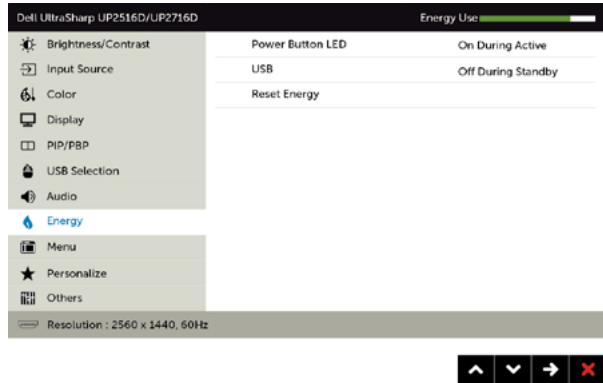 Dell UltraSharp UP2516D/UP2716D Energy Use
Brightness/Contrast
Input Source
Color
Display
PIP/PBP
USB Selection
Audio
Energy
Menu
Personalize
Others
Power Button LED On During Active
USB Off During Standby
Reset Energy
Resolution : 2560 x 1440, 60Hz